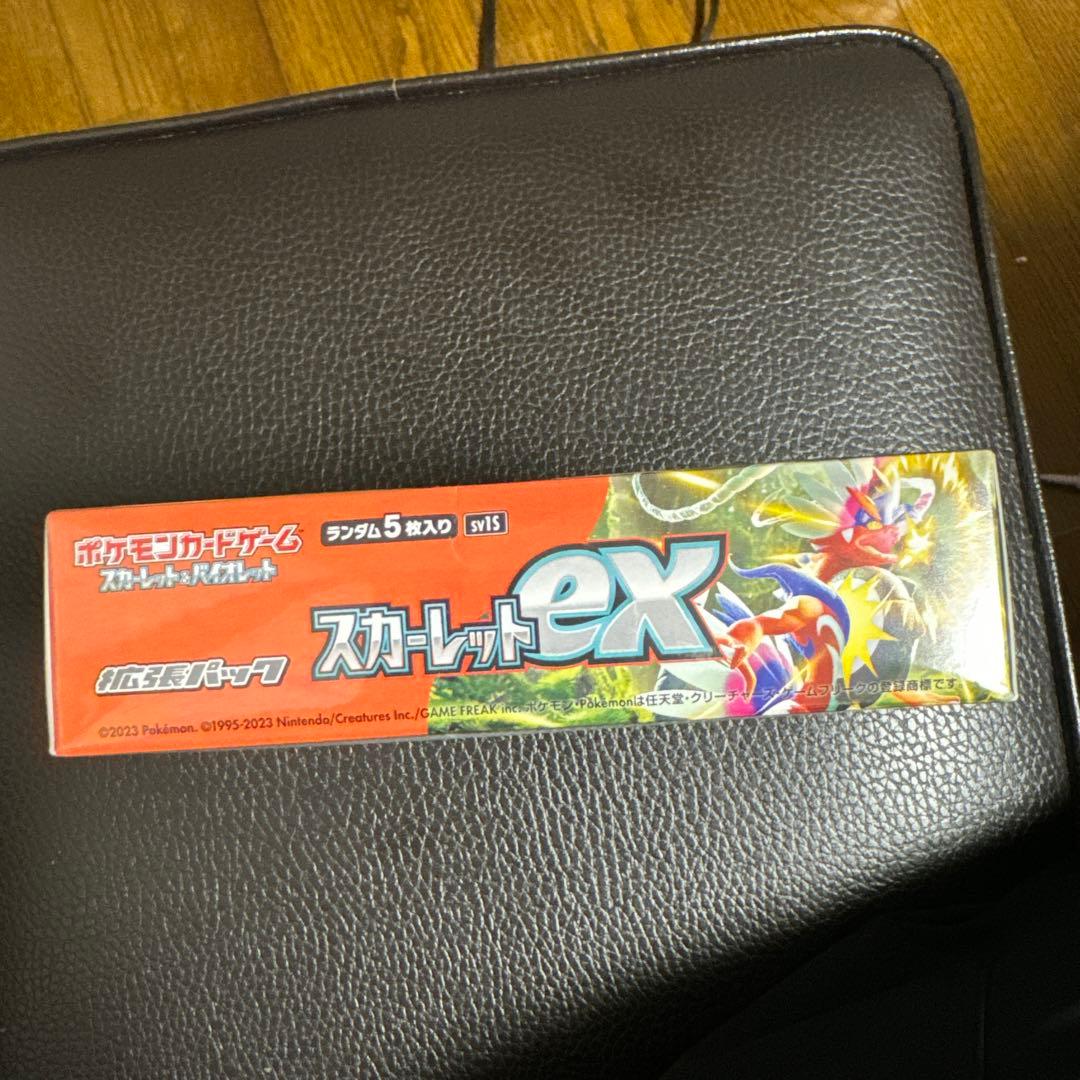 ポケモンカードゲーム
スカーレット&バイオレット
ランダム5枚入り
sv1S
拡張パック
スカーレットex
©2023 Pokémon. ©1995-2023 Nintendo/Creatures Inc./GAME FREAK inc. ポケモン・Pokémonは任天堂・クリーチャーズ・ゲームフリークの登録商標です